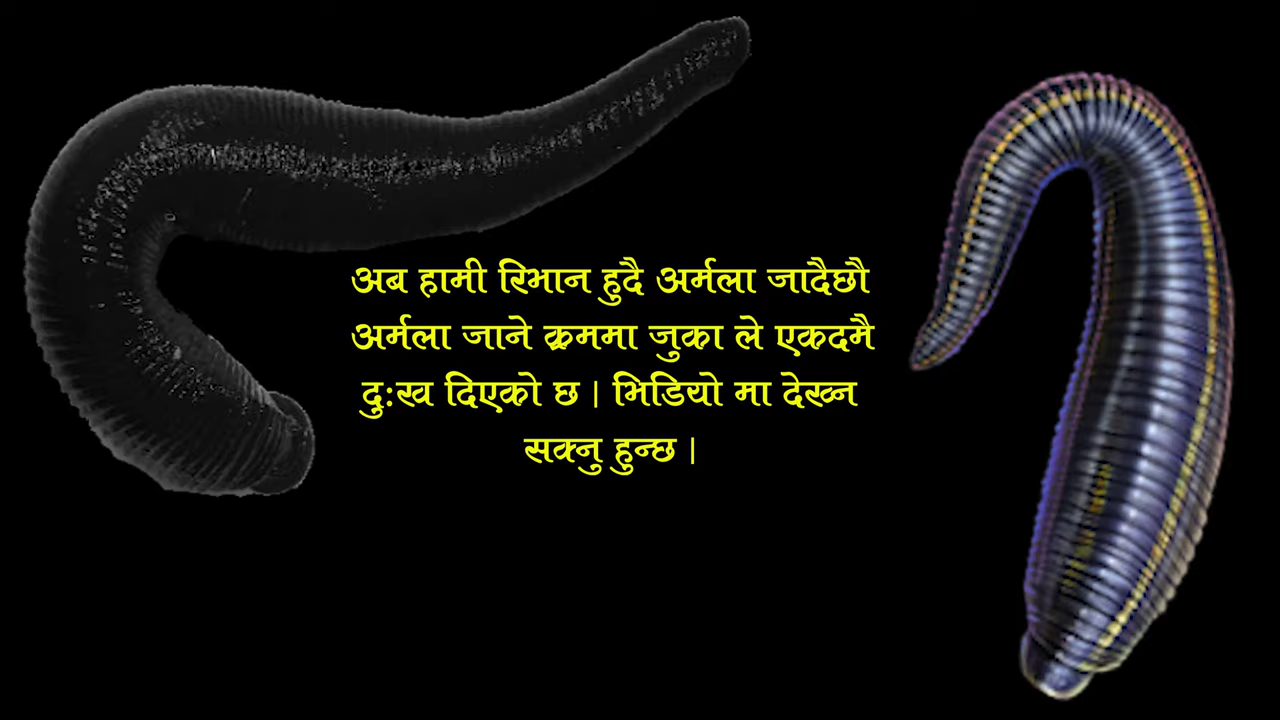 अब हामी रिभान हुदै अर्मला जादैछौ
अर्मला जाने क्रममा जुका ले एकदमै
दुःख दिएको छ | भिडियो मा देख्न
सक्नु हुन्छ |